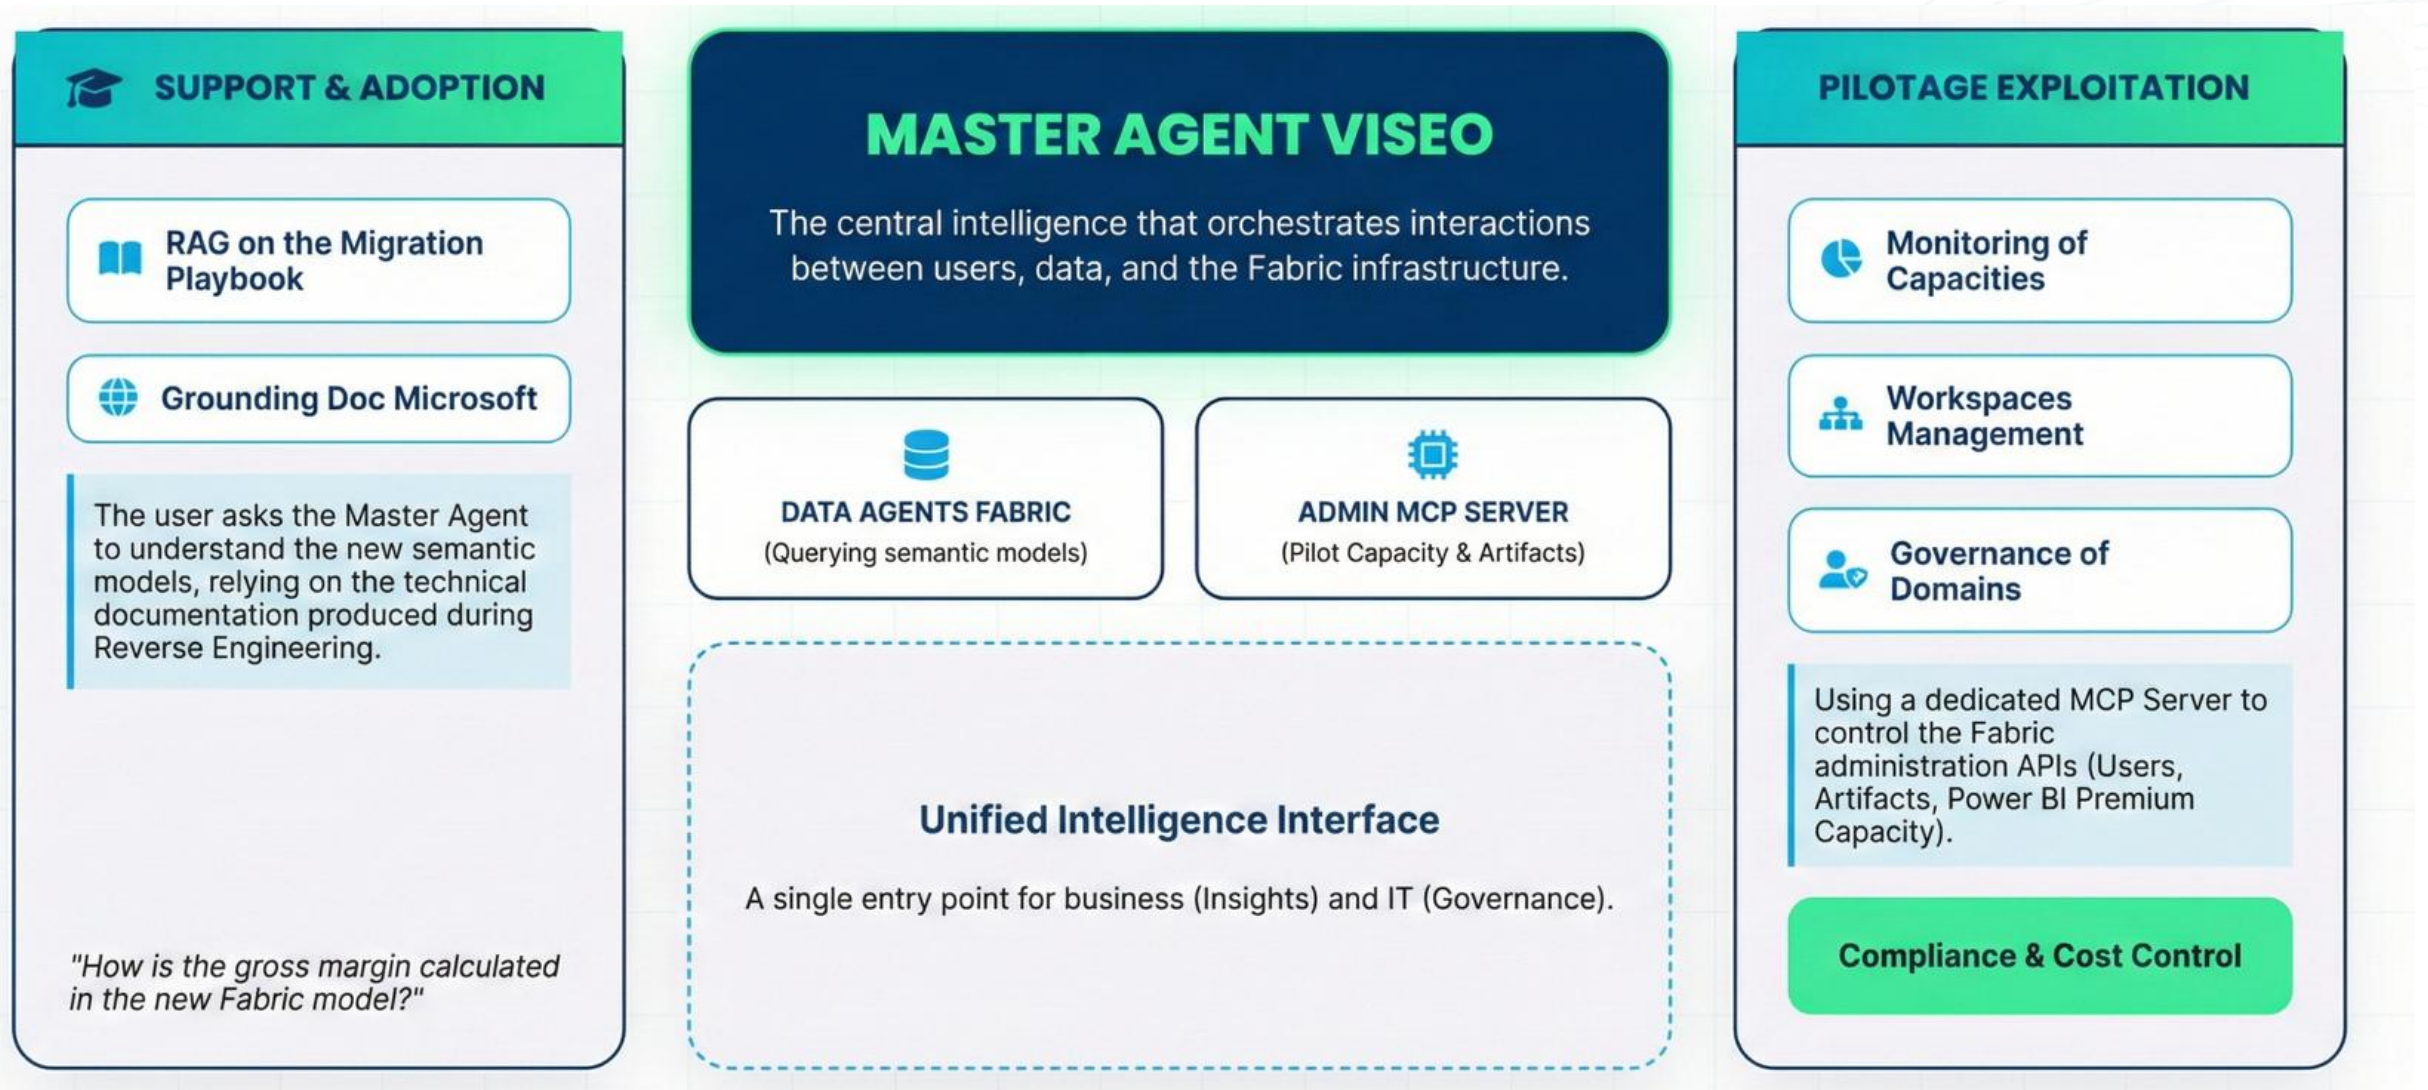 SUPPORT & ADOPTION
RAG on the Migration
Playbook
Grounding Doc Microsoft
The user asks the Master Agent
to understand the new semantic
models, relying on the technical
documentation produced during
Reverse Engineering.
"How is the gross margin calculated
in the new Fabric model?"
MASTER AGENT VISEO
The central intelligence that orchestrates interactions
between users, data, and the Fabric infrastructure.
DATA AGENTS FABRIC
(Querying semantic models)
ADMIN MCP SERVER
(Pilot Capacity & Artifacts)
Unified Intelligence Interface
A single entry point for business (Insights) and IT (Governance).
PILOTAGE EXPLOITATION
Monitoring of
Capacities
Workspaces
Management
Governance of
Domains
Using a dedicated MCP Server to
control the Fabric
administration APIs (Users,
Artifacts, Power BI Premium
Capacity).
Compliance & Cost Control